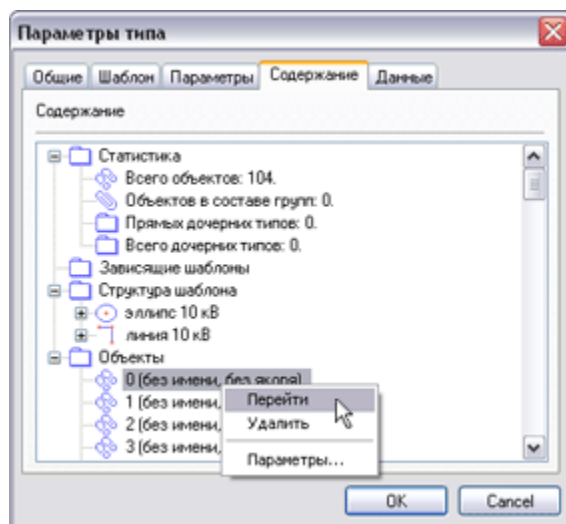 Параметры типа
Общие Шаблон Параметры Содержание Данные
Содержание
Статистика
Всего объектов: 104.
Объектов в составе групп: 0.
Прямых дочерних типов: 0.
Всего дочерних типов: 0.
Зависящие шаблоны
Структура шаблона
эллипс 10 кВ
линия 10 кВ
Объекты
0 (без имени, без якоря)
1 (без имени, Перейти
2 (без имени, Удалить
3 (без имени,
Параметры...
OK Cancel